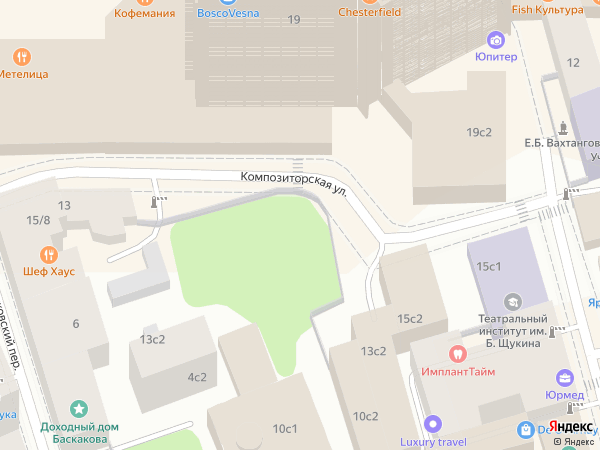 Кофемания
BoscoVesna
19
Chesterfield
Fish Культура
Метелица
Юпитер
12
19с2
Е.Б. Вахтангов
Композиторская ул.
13
15/8
Шеф Хаус
15с1
Театральный
институт им.
Б. Щукина
15с2
6
13с2
13с2
ИмплантТайм
4с2
Юрмед
Доходный дом
Баскакова
10с2
10с1
Luxury travel
пер.
Яндекс
Яндекс